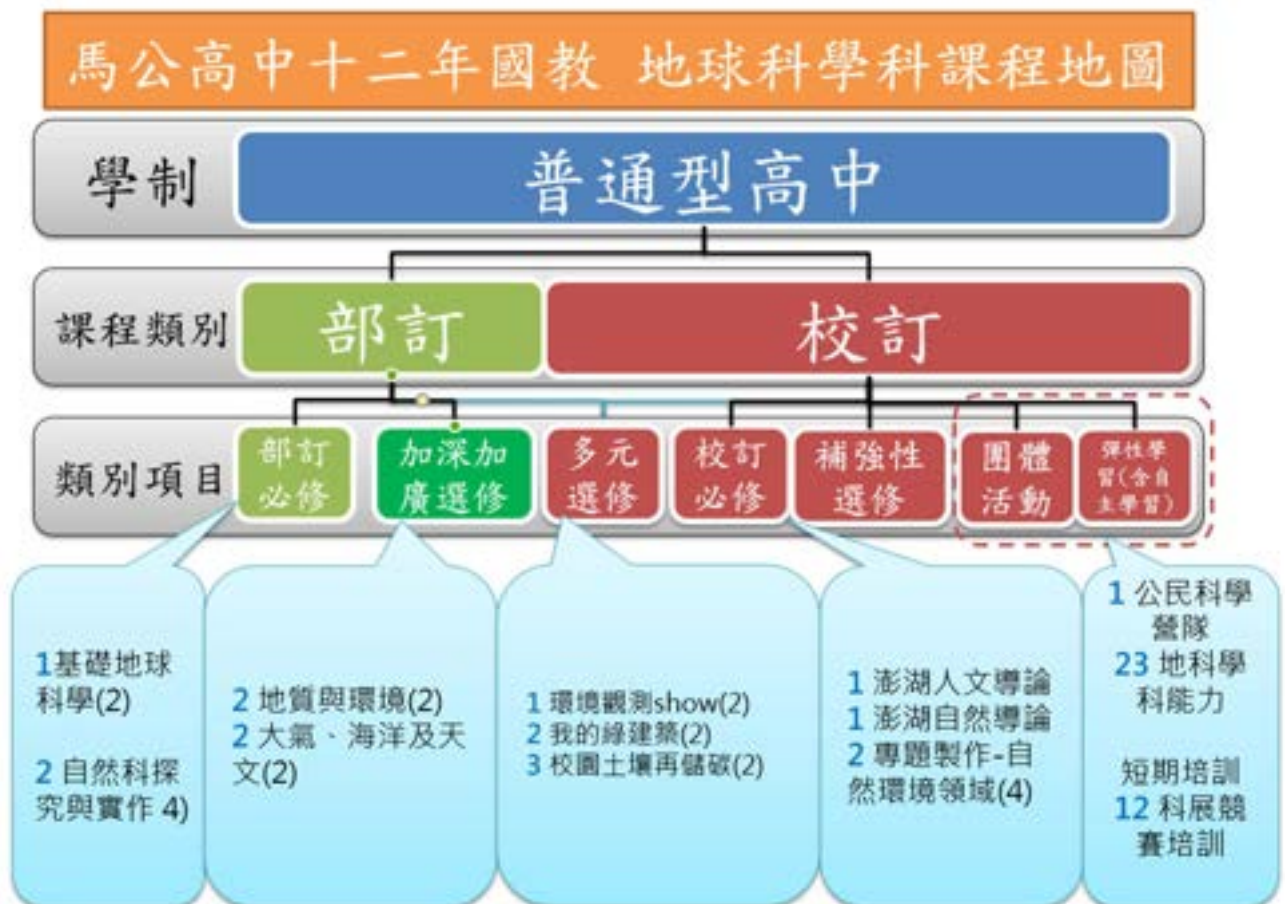 馬公高中十二年國教 地球科學科課程地圖
學制
普通型高中
課程類別
部訂
校訂
類別項目
部訂
必修
加深加
廣選修
多元
選修
校訂
必修
補強性
選修
團體
活動
彈性學
習(含自
主學習)
1基礎地球
科學(2)
2 自然科探
究與實作 4)
2 地質與環境(2)
2 大氣、海洋及天
文(2)
1 環境觀測show(2)
2 我的綠建築(2)
3 校園土壤再儲碳(2)
1 澎湖人文導論
1 澎湖自然導論
2 專題製作-自
然環境領域(4)
1 公民科學
營隊
23 地科學
科能力
短期培訓
12 科展競
賽培訓